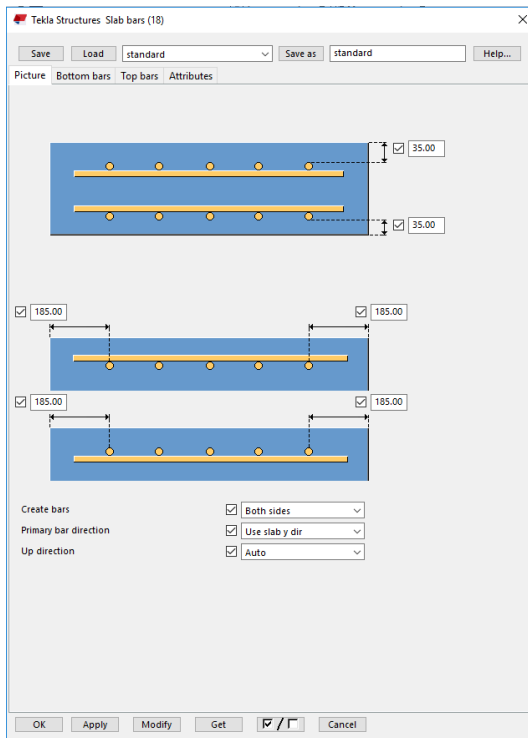 Tekla Structures Slab bars (18)
Save Load standard Save as standard Help...
Picture Bottom bars Top bars Attributes
35.00
35.00
185.00 185.00
185.00 185.00
Create bars Both sides
Primary bar direction Use slab y dir
Up direction Auto
OK Apply Modify Get / Cancel